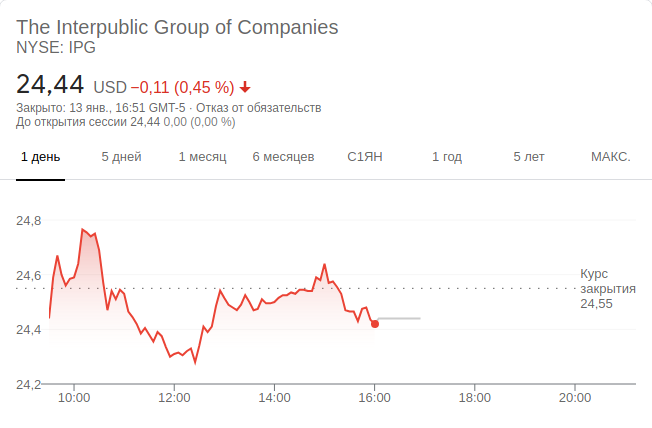 The Interpublic Group of Companies
NYSE: IPG
24,44 USD −0,11 (0,45 %)
Закрыто: 13 янв., 16:51 GMT-5 · Отказ от обязательств
До открытия сессии 24,44 0,00 (0,00 %)
1 день 5 дней 1 месяц 6 месяцев С1ЯН 1 год 5 лет МАКС.
24,8
24,6
Курс
закрытия
24,55
24,4
24,2
10:00 12:00 14:00 16:00 18:00 20:00